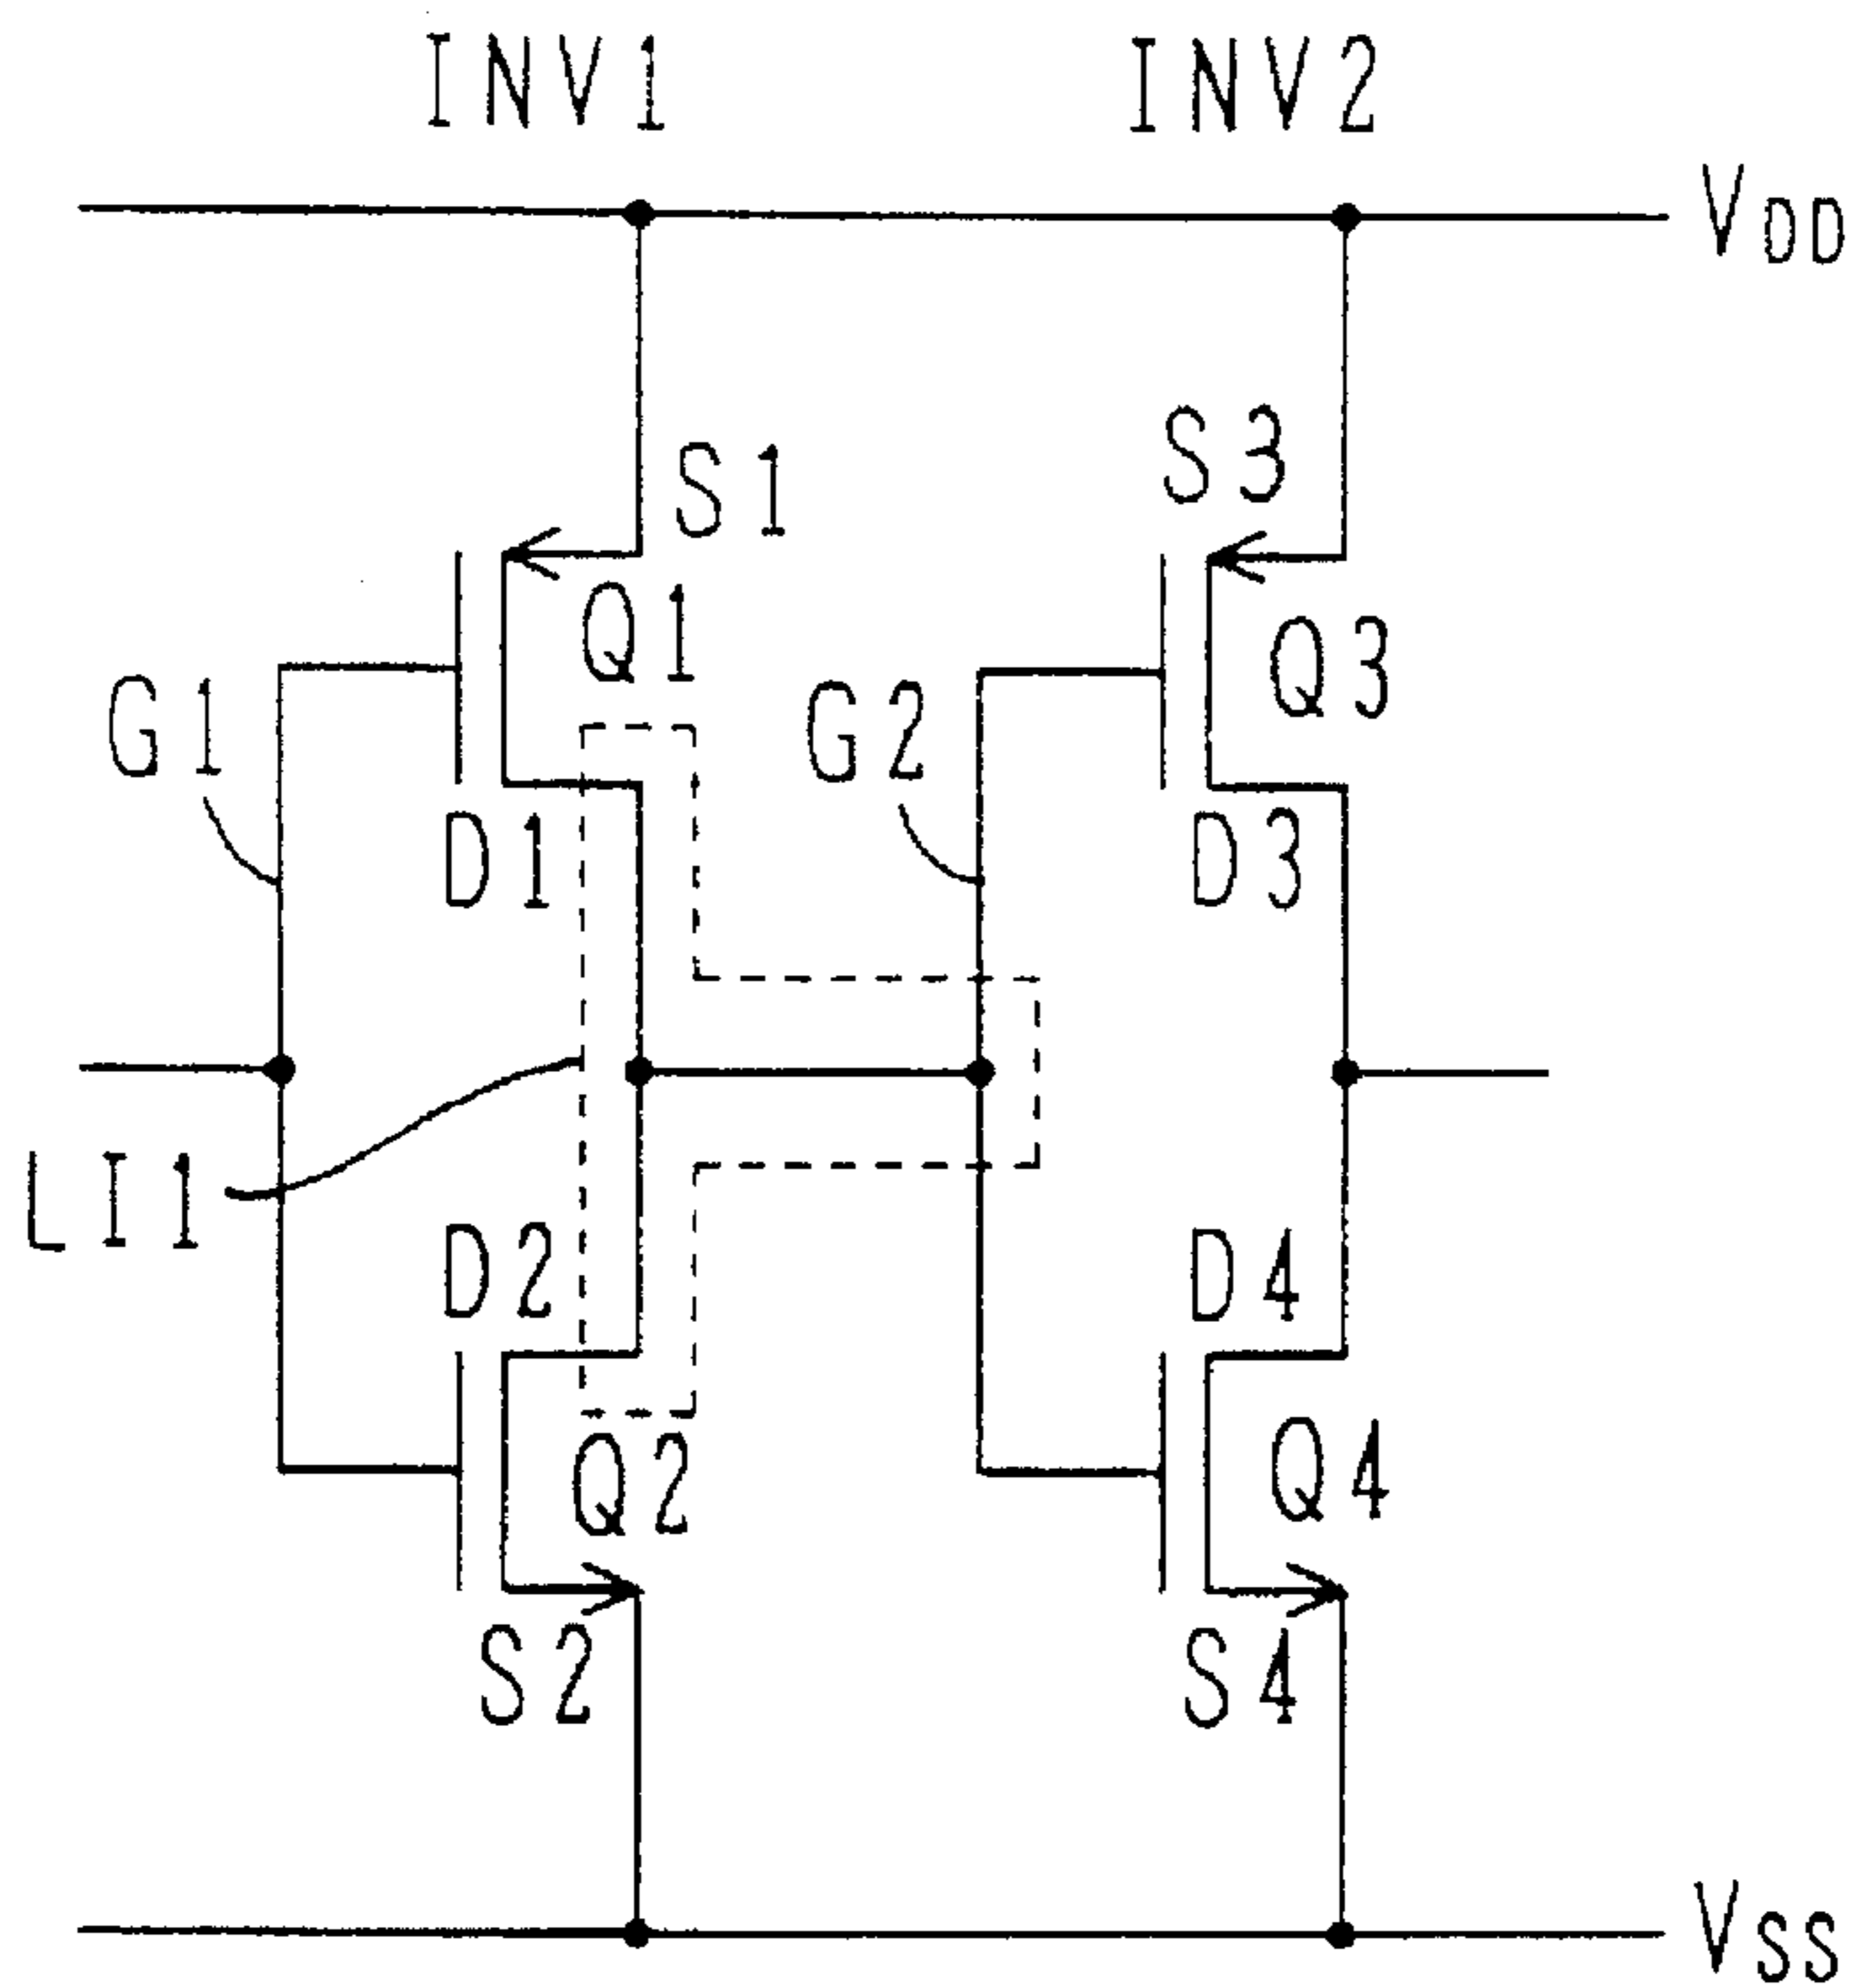 INV1 INV2
VDD
S1 S3
Q1 Q3
G1 G2
D1 D3
LI1
D2 D4
Q2 Q4
S2 S4
VSS